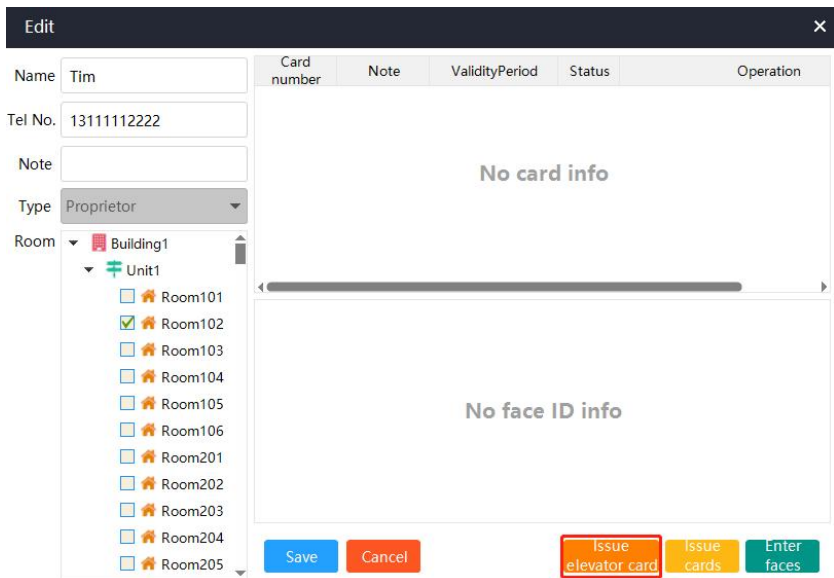 Edit
Name Tim
Tel No. 13111112222
Note
Type Proprietor
Room Building1
Unit1
Room101
Room102
Room103
Room104
Room105
Room106
Room201
Room202
Room203
Room204
Room205
Card number Note ValidityPeriod Status Operation
No card info
No face ID info
Save Cancel
Issue
elevator card
Issue
cards
Enter
faces